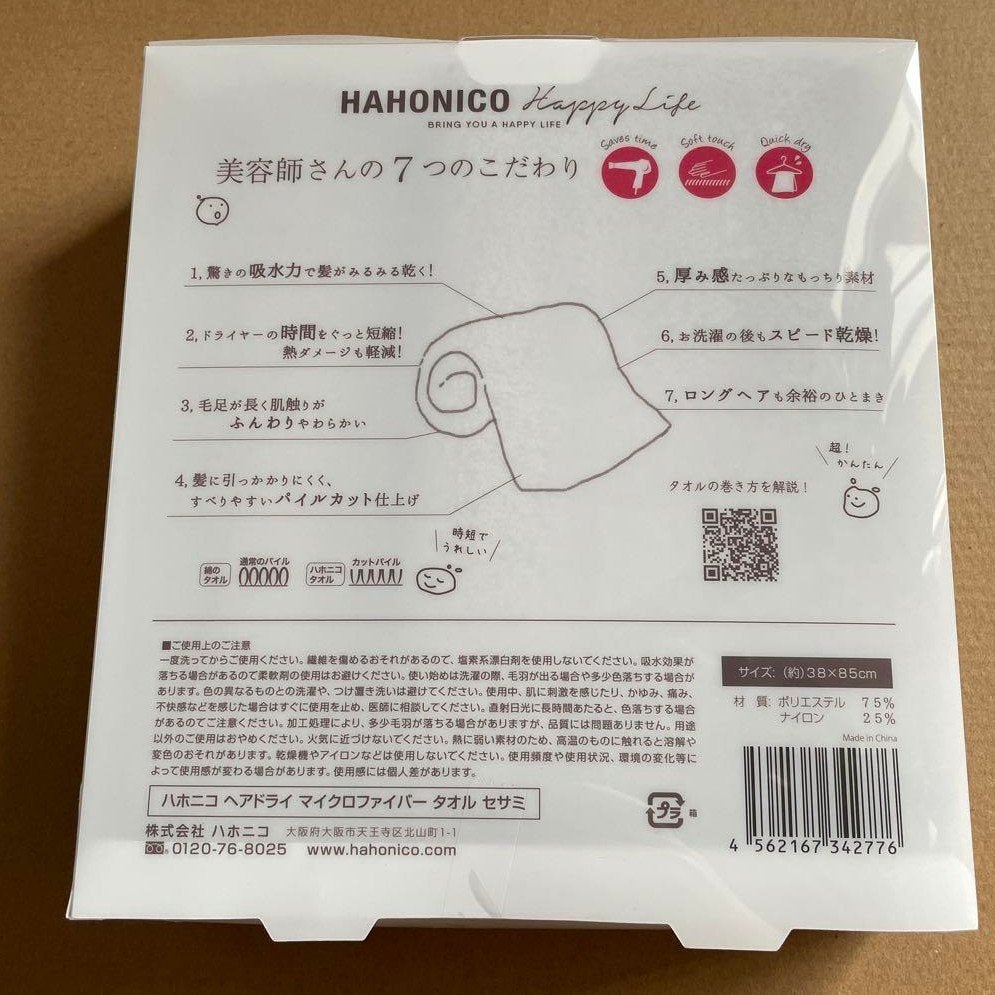 HAHONICO Happy Life
BRING YOU A HAPPY LIFE
美容師さんの7つのこだわり
Saves time
Soft touch
Quick dry
1, 驚きの吸水力で髪がみるみる乾く!
2, ドライヤーの時間をぐっと短縮!
熱ダメージも軽減!
3, 毛足が長く肌触りが
ふんわりやわらかい
4, 髪に引っかかりにくく、
すべりやすいパイルカット仕上げ
5, 厚み感たっぷりなもっちり素材
6, お洗濯の後もスピード乾燥!
7, ロングヘアも余裕のひとまき
超!
かんたん
タオルの巻き方を解説!
時短で
うれしい
綿の
タオル
通常のパイル
ハホニコ
タオル
カットパイル
■ご使用上のご注意
一度洗ってからご使用ください。繊維を傷めるおそれがあるので、塩素系漂白剤を使用しないでください。吸水効果が
落ちる場合があるので柔軟剤の使用はお避けください。使い始めは洗濯の際、毛羽が出る場合や多少色落ちする場合が
あります。色の異なるものとの洗濯や、つけ置き洗いは避けてください。使用中、肌に刺激を感じたり、かゆみ、痛み、
不快感などを感じた場合はすぐに使用を止め、医師に相談してください。直射日光に長時間あたると、色落ちする場合
があるのでご注意ください。加工処理により、多少毛羽が落ちる場合がありますが、品質には問題ありません。用途
以外のご使用はおやめください。火気に近づけないでください。熱に弱い素材のため、高温のものに触れると溶解や
変色のおそれがあります。乾燥機やアイロンなどは使用しないでください。使用頻度や使用状況、環境の変化等に
よって使用感が変わる場合があります。使用感には個人差があります。
ハホニコ ヘアドライ マイクロファイバー タオル セサミ
株式会社 ハホニコ 大阪府大阪市天王寺区北山町1-1
0120-76-8025 www.hahonico.com
サイズ: (約)38×85cm
材 質: ポリエステル 75%
ナイロン 25%
Made in China
プラ
箱
4 562167 342776